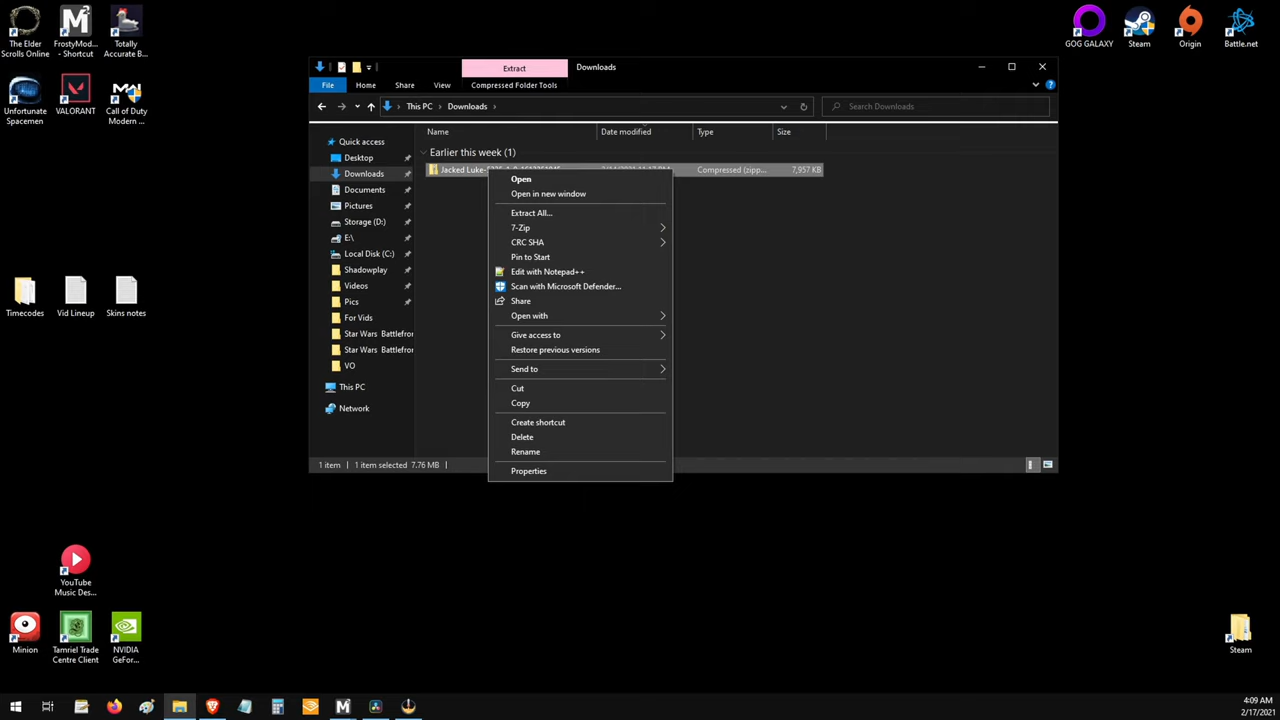 The Elder
Scrolls Online
FrostyMod...
- Shortcut
Totally
Accurate B...
Unfortunate
Spacemen
VALORANT
Call of Duty
Modern ...
GOG GALAXY
Steam
Origin
Battle.net
Extract
Downloads
File
Home
Share
View
Compressed Folder Tools
This PC
Downloads
Search Downloads
Name
Date modified
Type
Size
Quick access
Desktop
Downloads
Documents
Pictures
Storage (D:)
E:\
Local Disk (C:)
Shadowplay
Videos
Pics
For Vids
Star Wars Battlefror
Star Wars Battlefror
VO
This PC
Network
Earlier this week (1)
Jacked Luke-
Compressed (zipp...
7,957 KB
Open
Open in new window
Extract All...
7-Zip
CRC SHA
Pin to Start
Edit with Notepad++
Scan with Microsoft Defender...
Share
Open with
Give access to
Restore previous versions
Send to
Cut
Copy
Create shortcut
Delete
Rename
Properties
1 item
1 item selected 7.76 MB
Timecodes
Vid Lineup
Skins notes
YouTube
Music Des...
Minion
Tamriel Trade
Centre Client
NVIDIA
GeFor...
Steam
4:09 AM
2/17/2021